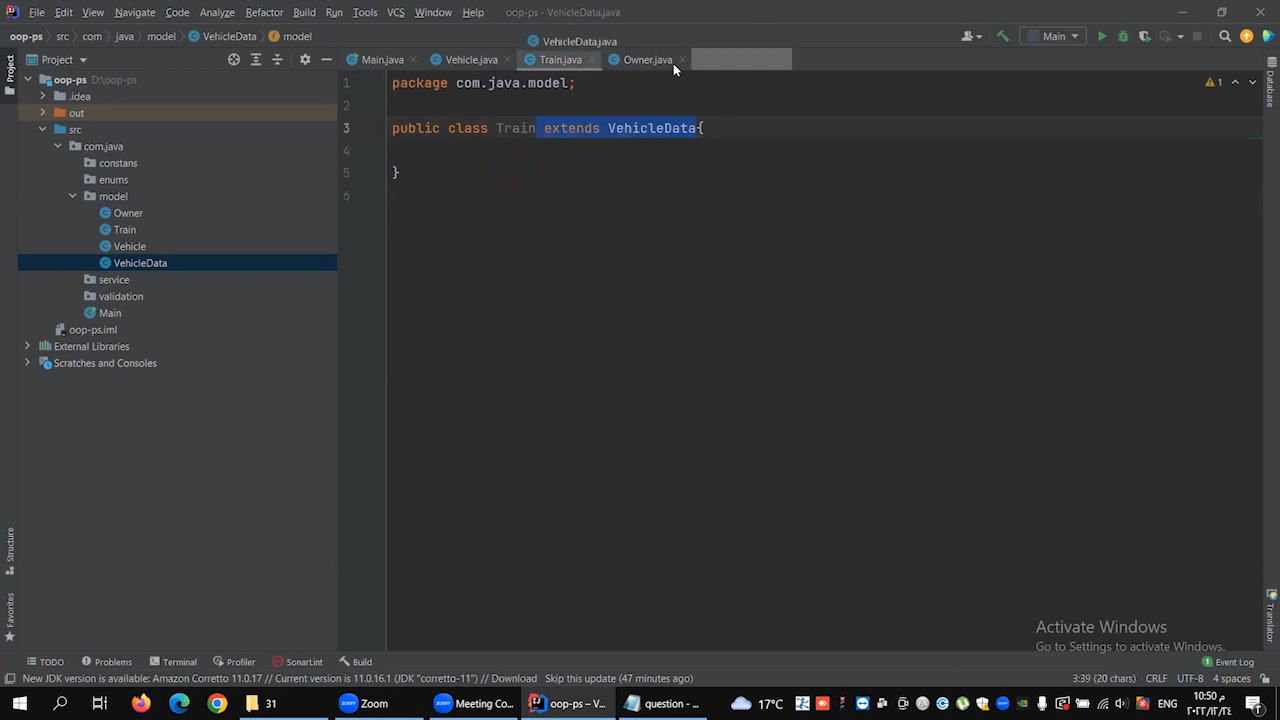 File Edit View Navigate Code Analyze Refactor Build Run Tools VCS Window Help oop-ps - VehicleData.java
oop-ps src com java model VehicleData model Main
VehicleData.java
Project
Main.java Vehicle.java Train.java Owner.java
oop-ps D:\oop-ps
.idea
out
src
com.java
constans
enums
model
Owner
Train
Vehicle
VehicleData
service
validation
Main
oop-ps.iml
External Libraries
Scratches and Consoles
1 package com.java.model;
2
3 public class Train extends VehicleData{
4
5 }
6
1
Project
Structure
Favorites
Database
Translator
Activate Windows
Go to Settings to activate Windows.
TODO Problems Terminal Profiler SonarLint Build Event Log
New JDK version is available: Amazon Corretto 11.0.17 // Current version is 11.0.16.1 (JDK "corretto-11") Download Skip this update (47 minutes ago) 3:39 (20 chars) CRLF UTF-8 4 spaces
31 Zoom Meeting Co... oop-ps – V... question - ... 17°C ENG 10:50 م